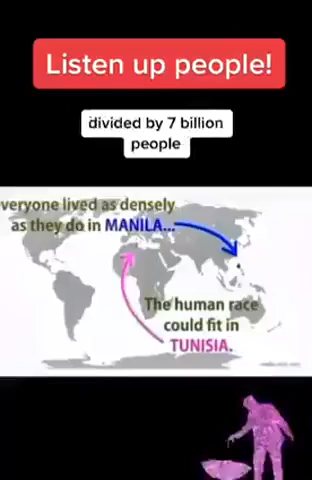 Listen up people!
divided by 7 billion
people
veryone lived as densely
as they do in MANILA...
The human race
could fit in
TUNISIA.